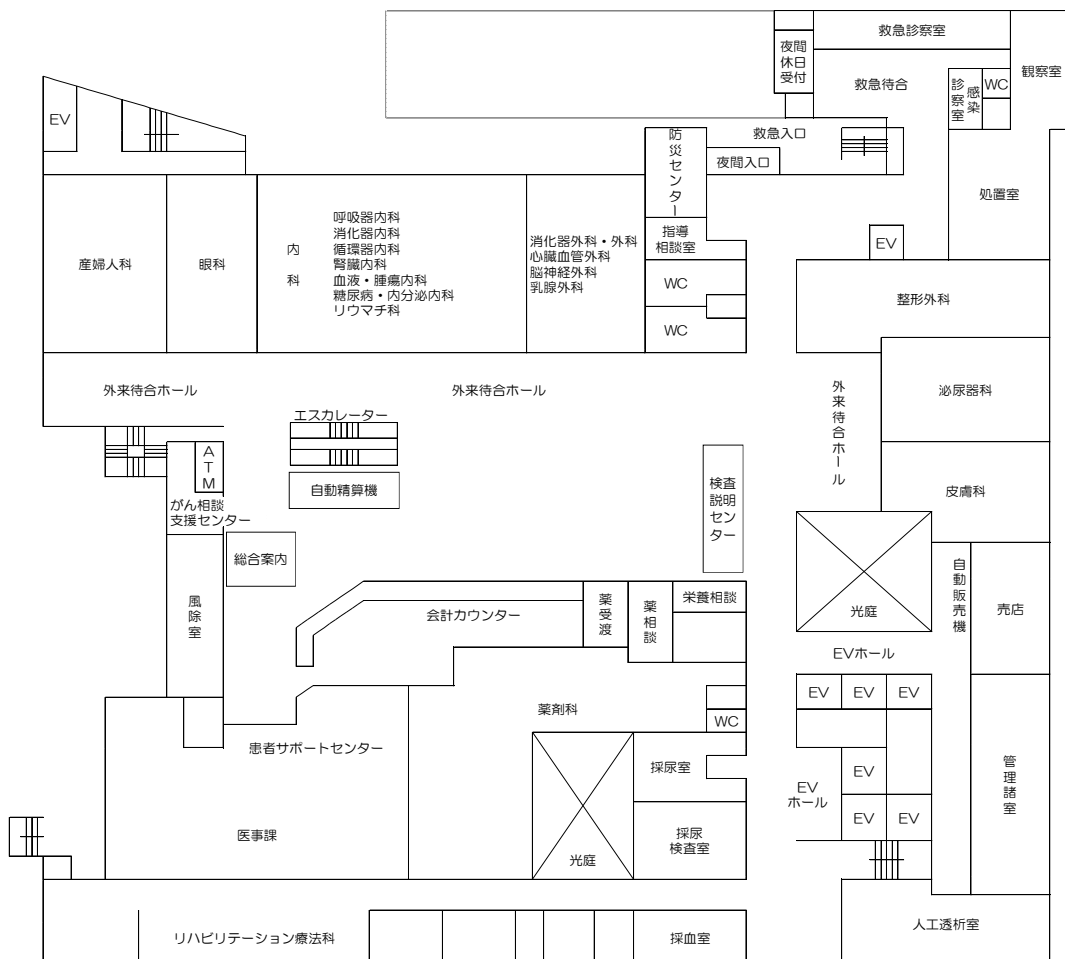 救急診察室
夜間
休日
受付
救急待合
観察室
感染
診察室
WC
EV
救急入口
夜間入口
防災センター
処置室
指導
相談室
EV
産婦人科
眼科
内科
呼吸器内科
消化器内科
循環器内科
腎臓内科
血液・腫瘍内科
糖尿病・内分泌内科
リウマチ科
消化器外科・外科
心臓血管外科
脳神経外科
乳腺外科
WC
WC
整形外科
外来待合ホール
外来待合ホール
外来待合ホール
泌尿器科
エスカレーター
自動精算機
ATM
がん相談
支援センター
検査
説明
センター
皮膚科
総合案内
風除室
会計カウンター
薬受渡
薬相談
栄養相談
光庭
自動販売機
売店
EVホール
EV
EV
EV
薬剤科
WC
患者サポートセンター
採尿室
EV
ホール
EV
EV
EV
管理諸室
医事課
光庭
採尿
検査室
リハビリテーション療法科
採血室
人工透析室